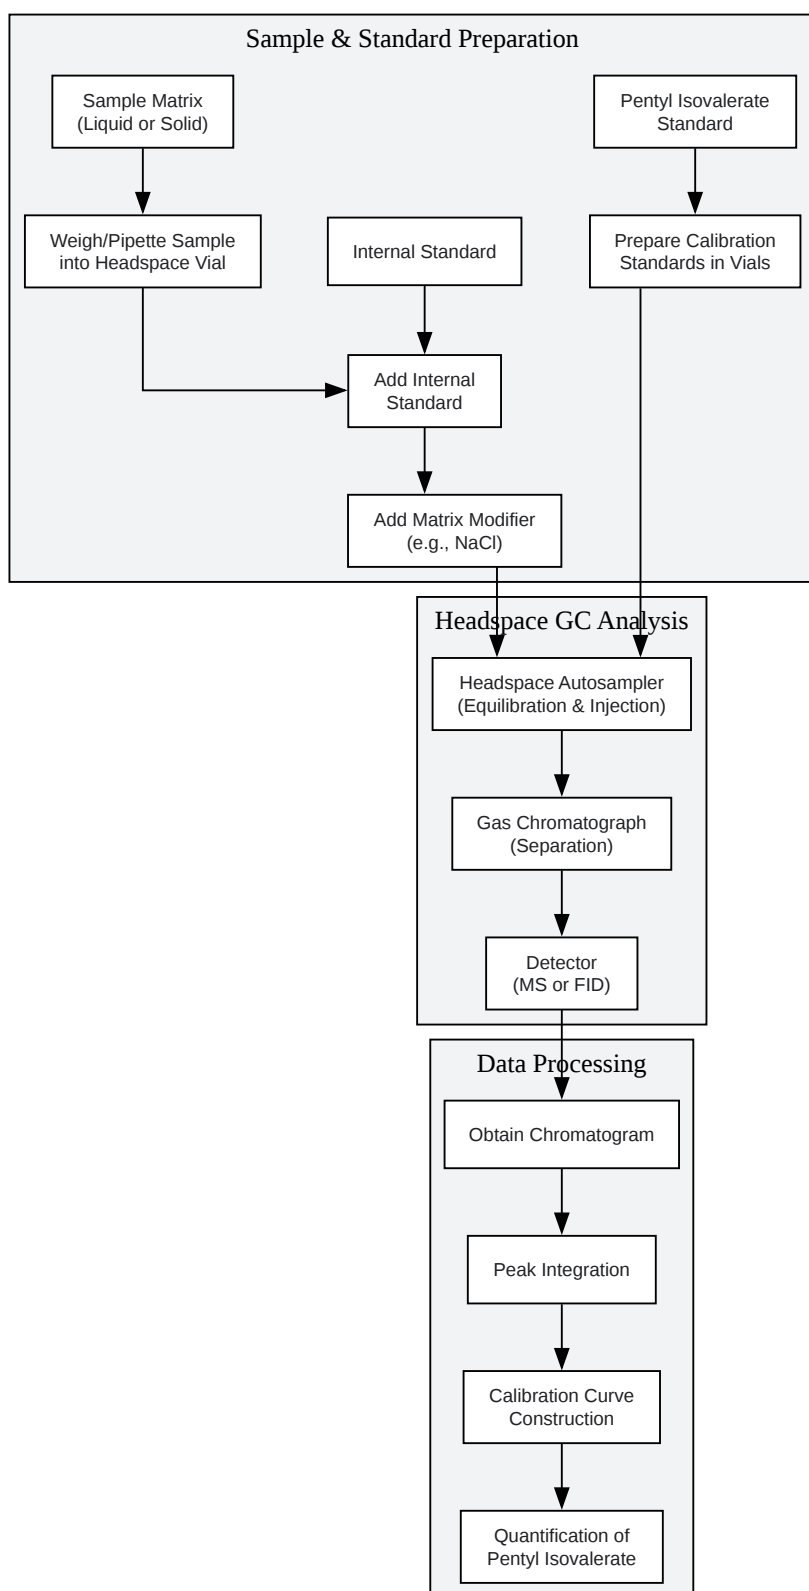 Sample & Standard Preparation
Sample Matrix
(Liquid or Solid)
Pentyl Isovalerate
Standard
Weigh/Pipette Sample
into Headspace Vial
Internal Standard
Prepare Calibration
Standards in Vials
Add Internal
Standard
Add Matrix Modifier
(e.g., NaCl)
Headspace GC Analysis
Headspace Autosampler
(Equilibration & Injection)
Gas Chromatograph
(Separation)
Detector
(MS or FID)
Data Processing
Obtain Chromatogram
Peak Integration
Calibration Curve
Construction
Quantification of
Pentyl Isovalerate